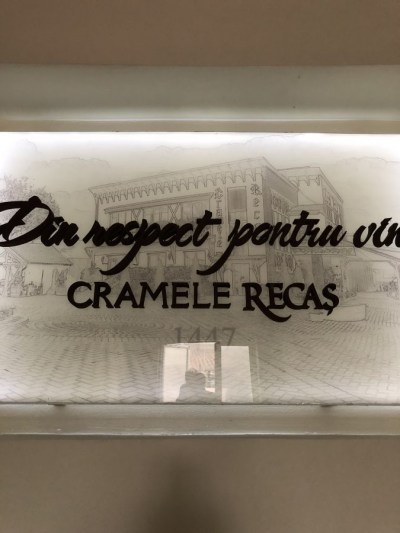 Din respect pentru vin
CRAMELE RECAȘ
1447